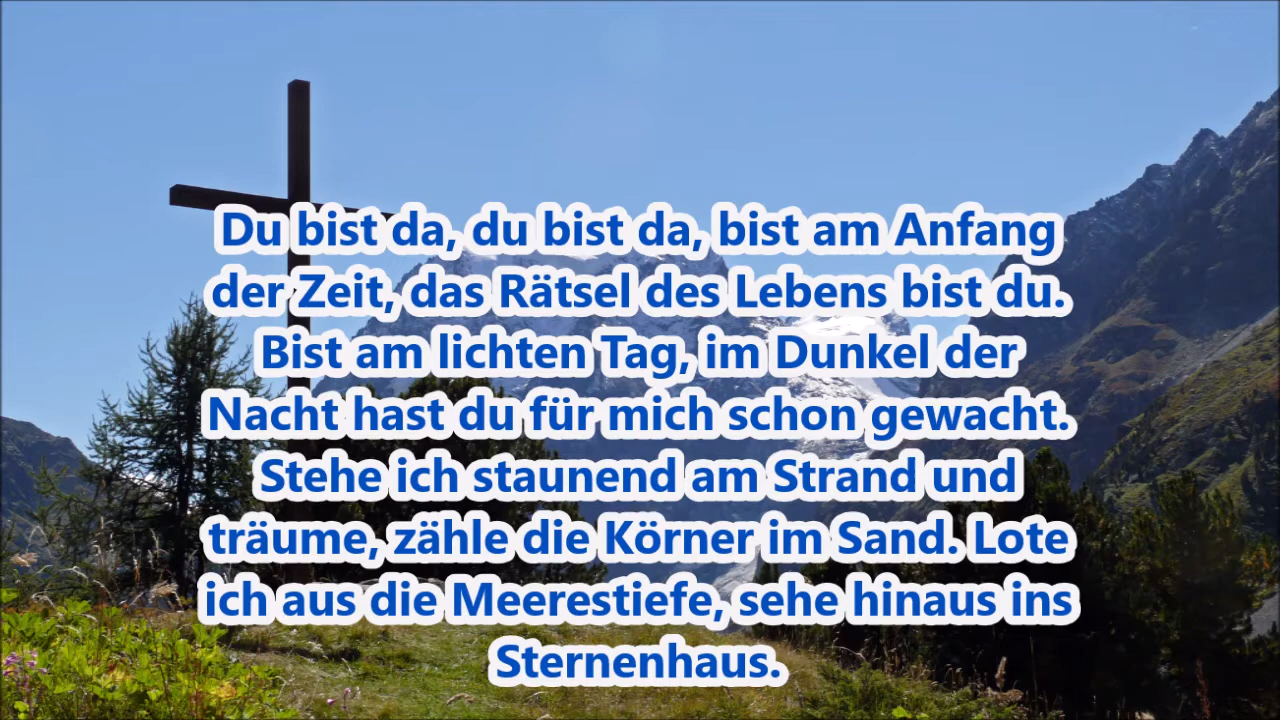 Du bist da, du bist da, bist am Anfang
der Zeit, das Rätsel des Lebens bist du.
Bist am lichten Tag, im Dunkel der
Nacht hast du für mich schon gewacht.
Stehe ich staunend am Strand und
träume, zähle die Körner im Sand. Lote
ich aus die Meerestiefe, sehe hinaus ins
Sternenhaus.